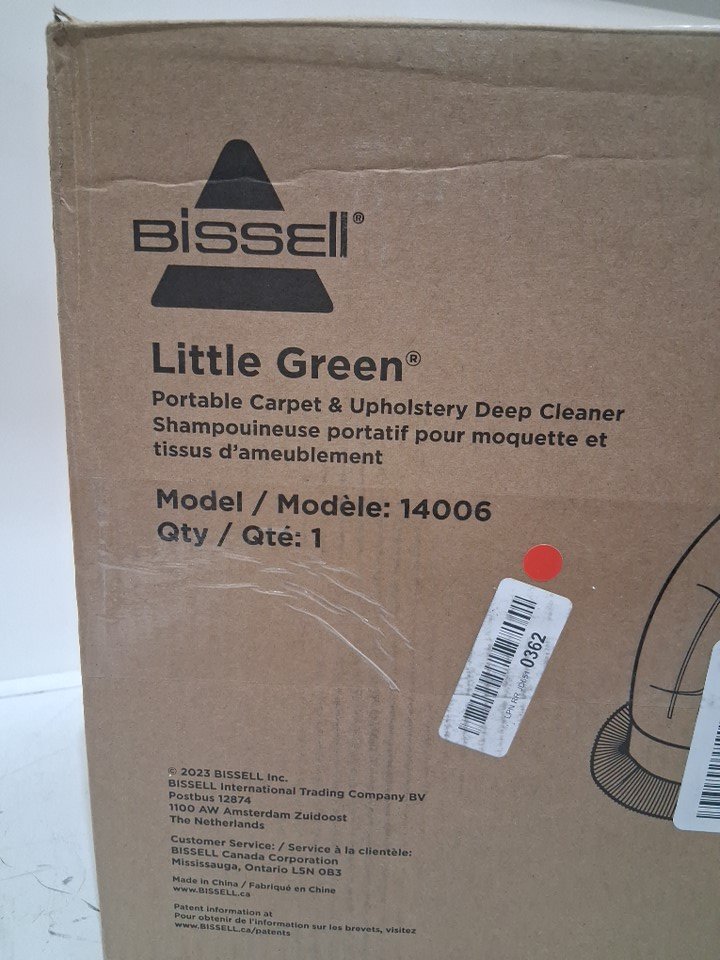 BISSELL®
Little Green®
Portable Carpet & Upholstery Deep Cleaner
Shampouineuse portatif pour moquette et
tissus d'ameublement
Model / Modèle: 14006
Qty / Qté: 1
LPN RR
0362
© 2023 BISSELL Inc.
BISSELL International Trading Company BV
Postbus 12874
1100 AW Amsterdam Zuidoost
The Netherlands
Customer Service: / Service à la clientèle:
BISSELL Canada Corporation
Mississauga, Ontario L5N 0B3
Made in China / Fabriqué en Chine
www.BISSELL.ca
Patent information at
Pour obtenir de l'information sur les brevets, visitez
www.BISSELL.ca/patents